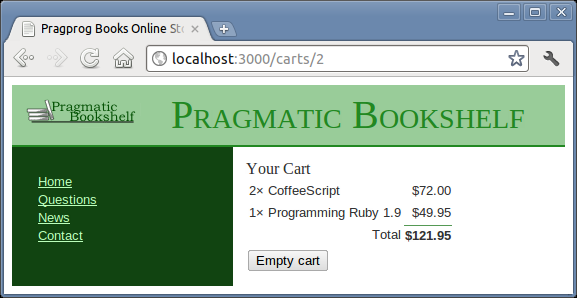 Pragprog Books Online Sto
localhost:3000/carts/2
Pragmatic
Bookshelf
PRAGMATIC BOOKSHELF
Home
Questions
News
Contact
Your Cart
2× CoffeeScript $72.00
1× Programming Ruby 1.9 $49.95
Total $121.95
Empty cart